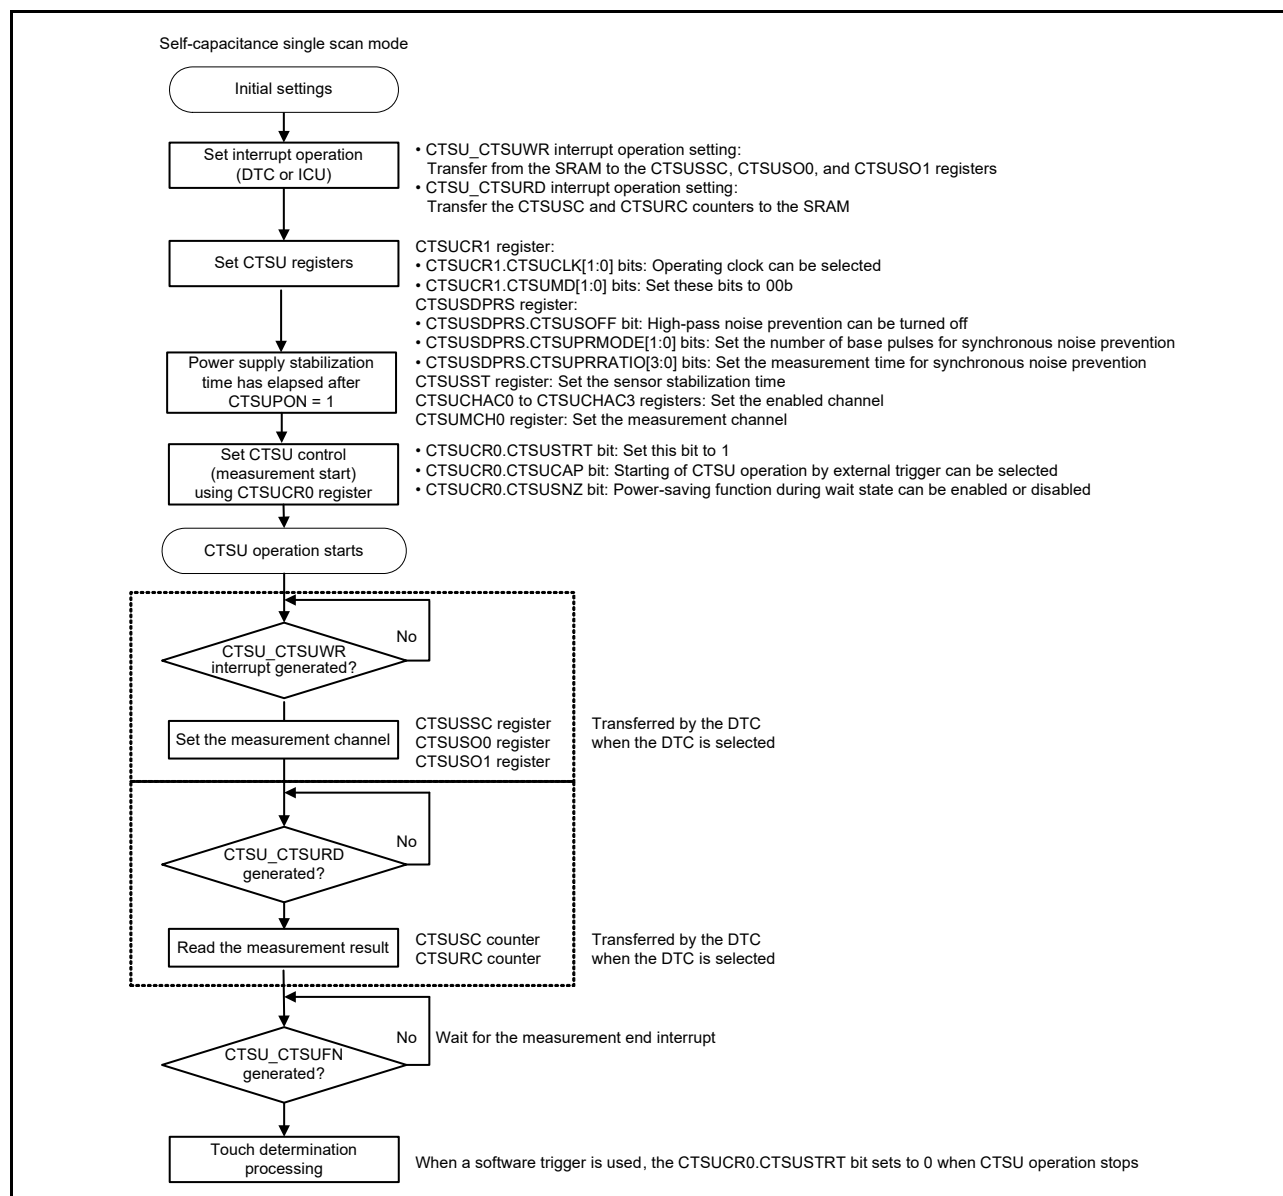 Self-capacitance single scan mode
Initial settings
Set interrupt operation
(DTC or ICU)
• CTSU_CTSUWR interrupt operation setting:
Transfer from the SRAM to the CTSUSSC, CTSUSO0, and CTSUSO1 registers
• CTSU_CTSURD interrupt operation setting:
Transfer the CTSUSC and CTSURC counters to the SRAM
Set CTSU registers
CTSUCR1 register:
• CTSUCR1.CTSUCLK[1:0] bits: Operating clock can be selected
• CTSUCR1.CTSUMD[1:0] bits: Set these bits to 00b
CTSUSDPRS register:
• CTSUSDPRS.CTSUSOFF bit: High-pass noise prevention can be turned off
• CTSUSDPRS.CTSUPRMODE[1:0] bits: Set the number of base pulses for synchronous noise prevention
• CTSUSDPRS.CTSUPRRATIO[3:0] bits: Set the measurement time for synchronous noise prevention
CTSUSST register: Set the sensor stabilization time
CTSUCHAC0 to CTSUCHAC3 registers: Set the enabled channel
CTSUMCH0 register: Set the measurement channel
Power supply stabilization
time has elapsed after
CTSUPON = 1
Set CTSU control
(measurement start)
using CTSUCR0 register
• CTSUCR0.CTSUSTRT bit: Set this bit to 1
• CTSUCR0.CTSUCAP bit: Starting of CTSU operation by external trigger can be selected
• CTSUCR0.CTSUSNZ bit: Power-saving function during wait state can be enabled or disabled
CTSU operation starts
No
CTSU_CTSUWR
interrupt generated?
Set the measurement channel
CTSUSSC register
CTSUSO0 register
CTSUSO1 register
Transferred by the DTC
when the DTC is selected
No
CTSU_CTSURD
generated?
Read the measurement result
CTSUSC counter
CTSURC counter
Transferred by the DTC
when the DTC is selected
No
Wait for the measurement end interrupt
CTSU_CTSUFN
generated?
Touch determination
processing
When a software trigger is used, the CTSUCR0.CTSUSTRT bit sets to 0 when CTSU operation stops